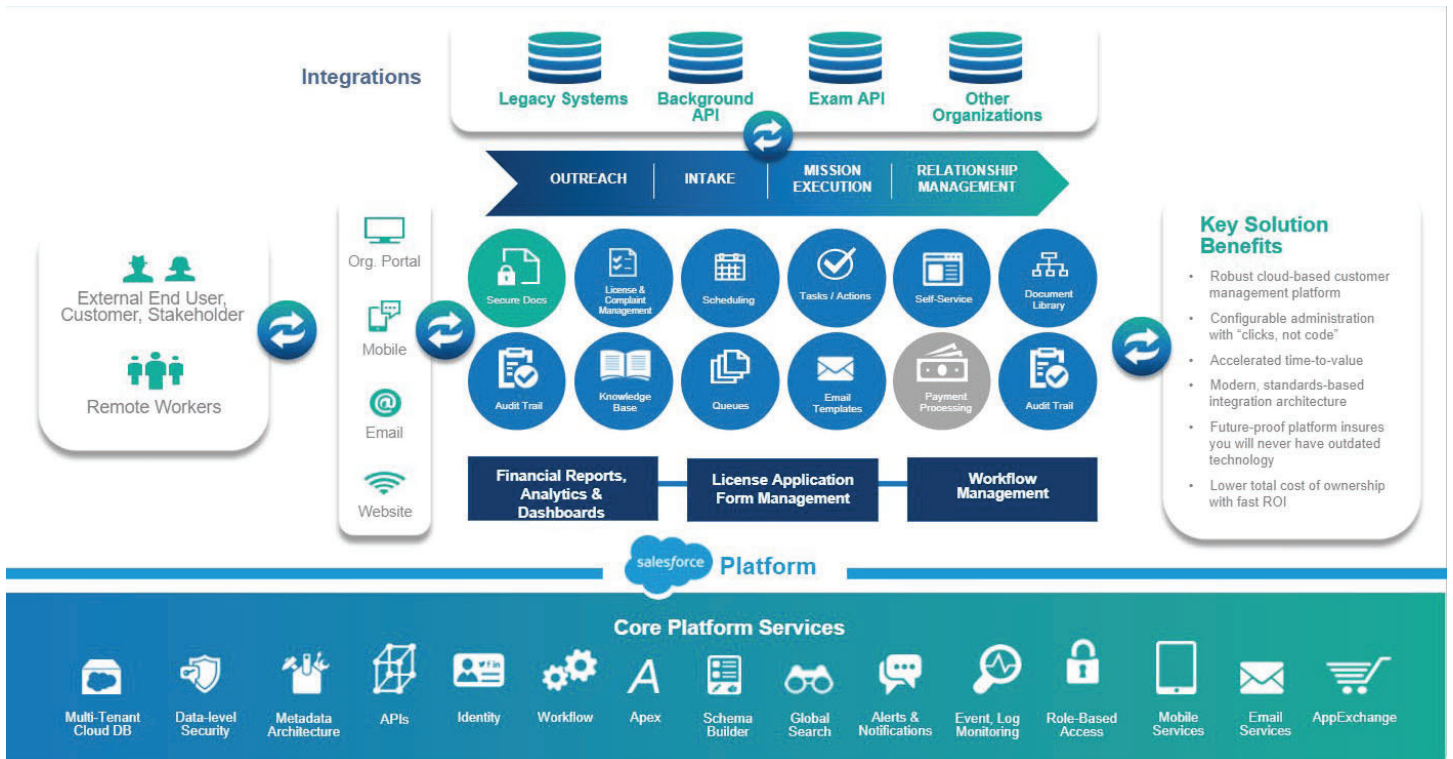 Integrations
Legacy Systems
Background
API
Exam API
Other
Organizations
OUTREACH
INTAKE
MISSION
EXECUTION
RELATIONSHIP
MANAGEMENT
External End User,
Customer, Stakeholder
Remote Workers
Org. Portal
Mobile
@
Email
Website
Secure Docs
License &
Complaint
Management
Scheduling
Tasks / Actions
Self-Service
Document
Library
Audit Trail
Knowledge
Base
Queues
Email
Templates
Payment
Processing
Audit Trail
Financial Reports,
Analytics &
Dashboards
License Application
Form Management
Workflow
Management
Key Solution
Benefits
• Robust cloud-based customer
management platform
• Configurable administration
with “clicks, not code”
• Accelerated time-to-value
• Modern, standards-based
integration architecture
• Future-proof platform insures
you will never have outdated
technology
• Lower total cost of ownership
with fast ROI
salesforce Platform
Core Platform Services
Multi-Tenant
Cloud DB
Data-level
Security
Metadata
Architecture
APIs
Identity
Workflow
A
Apex
Schema
Builder
Global
Search
Alerts &
Notifications
Event, Log
Monitoring
Role-Based
Access
Mobile
Services
Email
Services
AppExchange